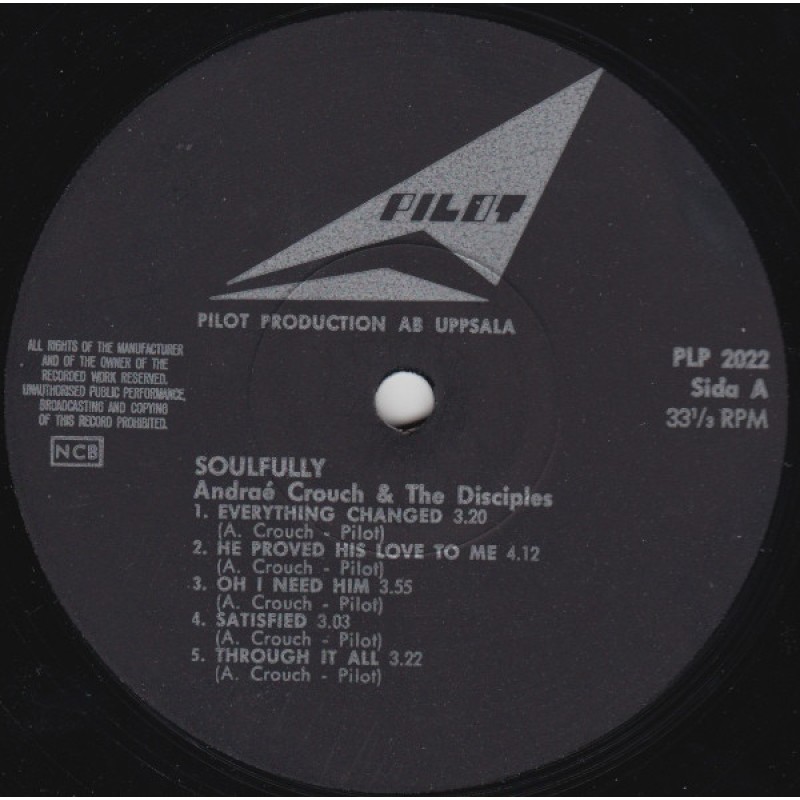 PILOT
PILOT PRODUCTION AB UPPSALA
ALL RIGHTS OF THE MANUFACTURER
AND OF THE OWNER OF THE
RECORDED WORK RESERVED.
UNAUTHORISED PUBLIC PERFORMANCE,
BROADCASTING AND COPYING
OF THIS RECORD PROHIBITED.
NCB
PLP 2022
Sida A
33 1/3 RPM
SOULFULLY
Andraé Crouch & The Disciples
1. EVERYTHING CHANGED 3.20
(A. Crouch - Pilot)
2. HE PROVED HIS LOVE TO ME 4.12
(A. Crouch - Pilot)
3. OH I NEED HIM 3.55
(A. Crouch - Pilot)
4. SATISFIED 3.03
(A. Crouch - Pilot)
5. THROUGH IT ALL 3.22
(A. Crouch - Pilot)